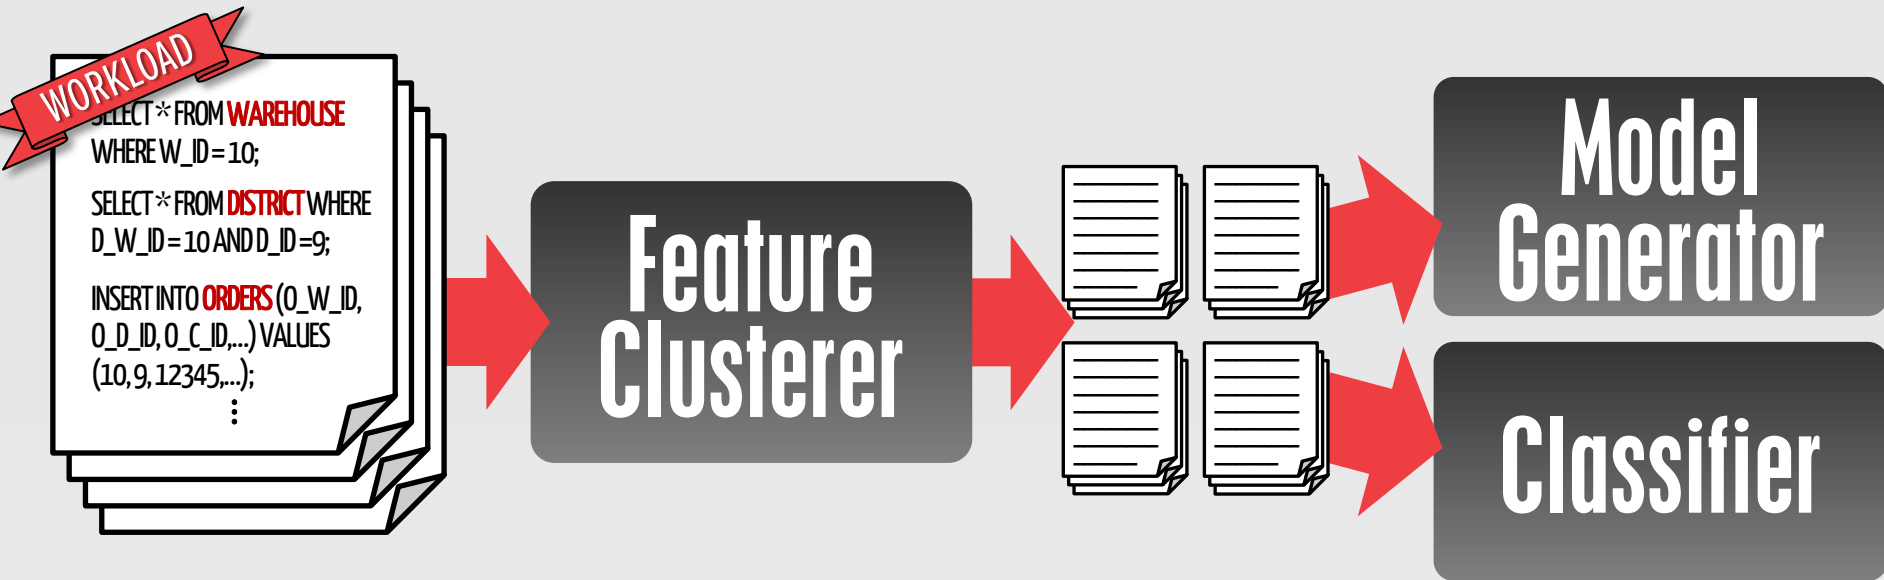 WORKLOAD
SELECT * FROM WAREHOUSE
WHERE W_ID = 10;
SELECT * FROM DISTRICT WHERE
D_W_ID = 10 AND D_ID =9;
INSERT INTO ORDERS (O_W_ID,
O_D_ID, O_C_ID,...) VALUES
(10, 9, 12345,...);
⋮
Feature
Clusterer
Model
Generator
Classifier